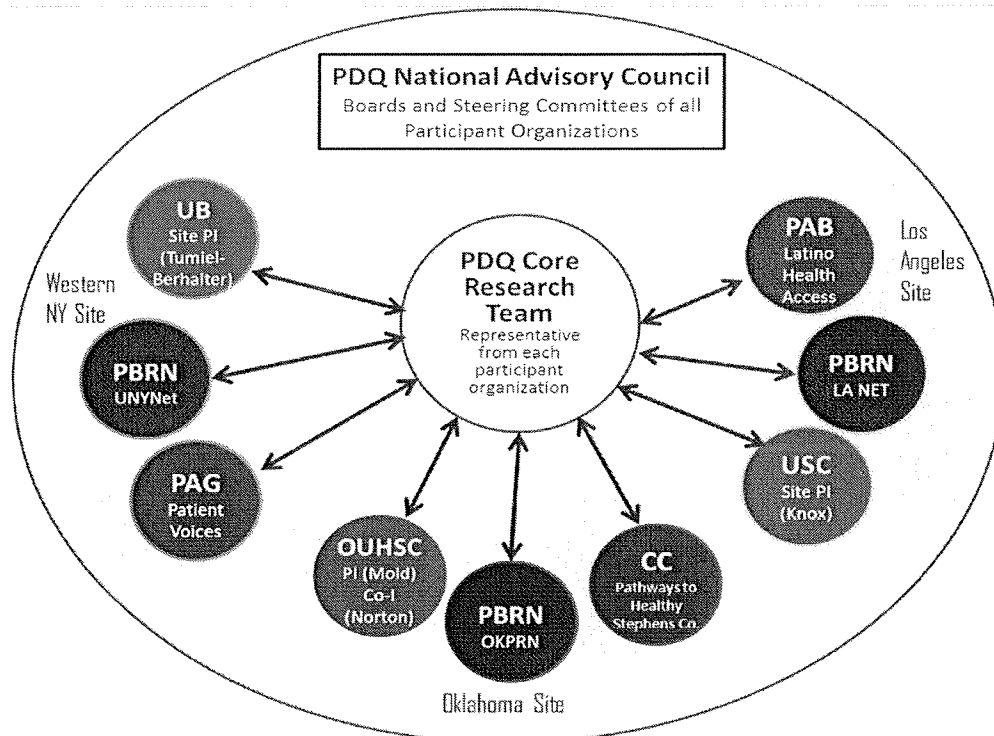 PDQ National Advisory Council
Boards and Steering Committees of all
Participant Organizations
UB
Site PI
(Tumiel-
Berhalter)
Western
NY Site
PBRN
UNYNet
PAG
Patient
Voices
PDQ Core
Research
Team
Representative
from each
participant
organization
PAB
Latino
Health
Access
Los
Angeles
Site
PBRN
LA NET
USC
Site PI
(Knox)
OUHSC
PI (Mold)
Co-I
(Norton)
PBRN
OKPRN
CC
Pathways to
Healthy
Stephens Co.
Oklahoma Site